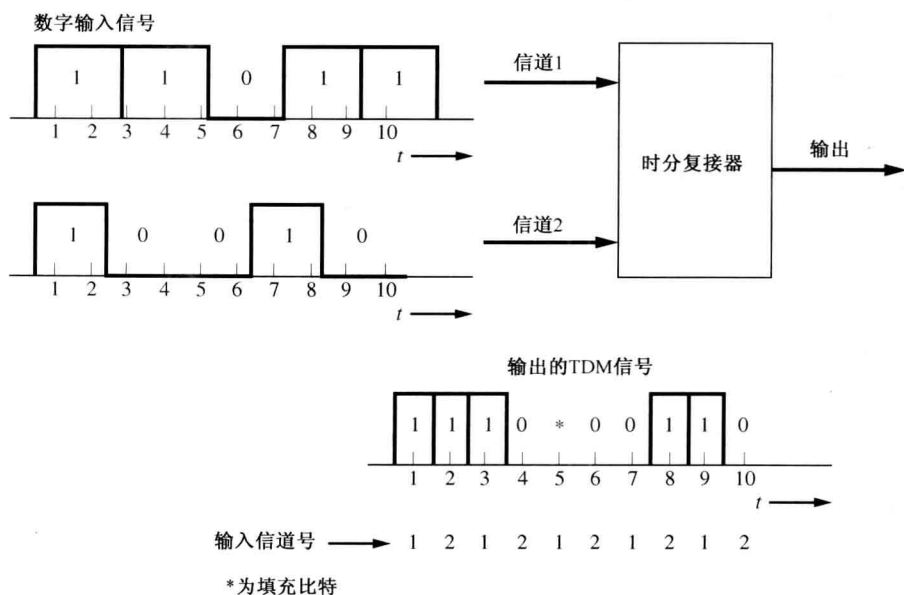 数字输入信号
1 1 0 1 1
1 2 3 4 5 6 7 8 9 10
t
信道1
时分复接器
输出
1 0 0 1 0
1 2 3 4 5 6 7 8 9 10
t
信道2
输出的TDM信号
1 1 1 0 * 0 0 1 1 0
1 2 3 4 5 6 7 8 9 10
t
输入信道号 1 2 1 2 1 2 1 2 1 2
*为填充比特